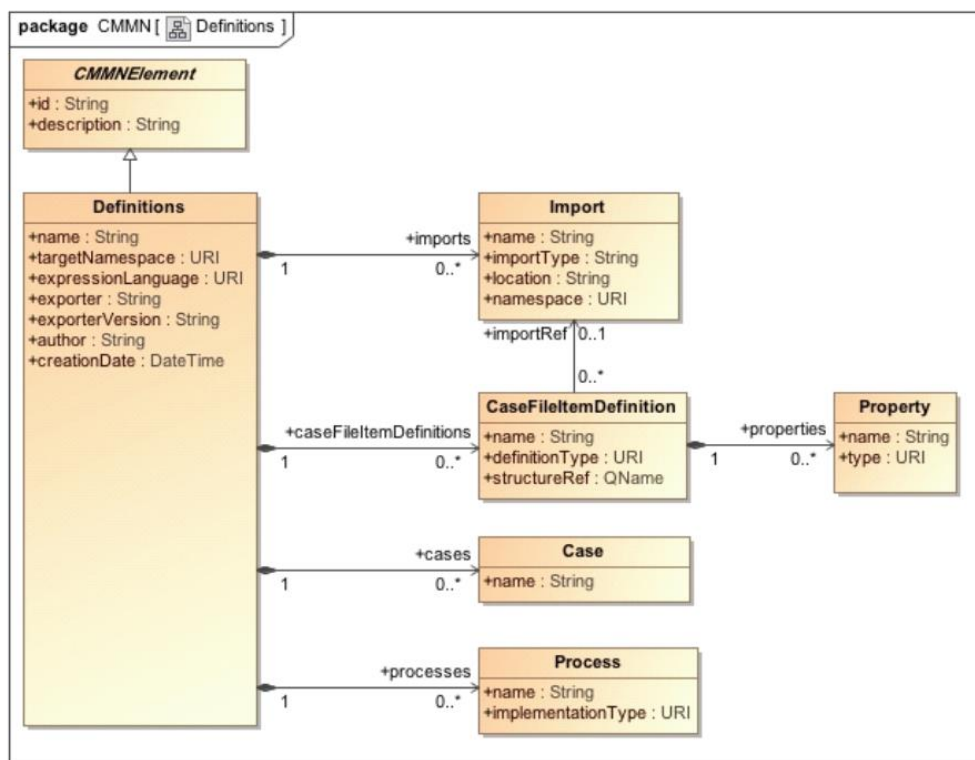 package CMMN [ Definitions ]
CMMNElement
+id : String
+description : String
Definitions
+name : String
+targetNamespace : URI
+expressionLanguage : URI
+exporter : String
+exporterVersion : String
+author : String
+creationDate : DateTime
+imports
1
0..*
Import
+name : String
+importType : String
+location : String
+namespace : URI
+importRef
0..1
0..*
+caseFileItemDefinitions
1
0..*
CaseFileItemDefinition
+name : String
+definitionType : URI
+structureRef : QName
+properties
1
0..*
Property
+name : String
+type : URI
+cases
1
0..*
Case
+name : String
+processes
1
0..*
Process
+name : String
+implementationType : URI